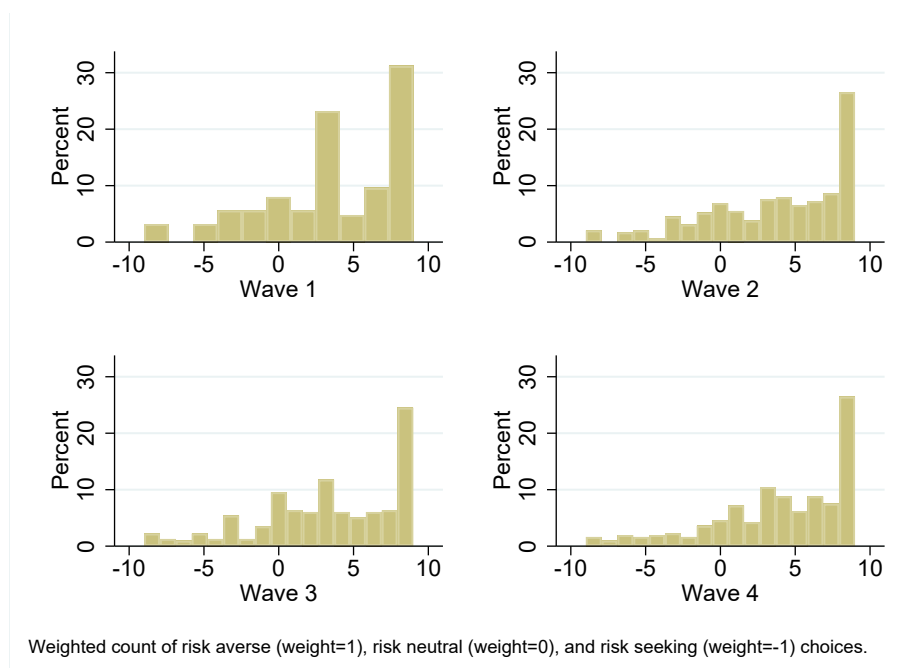 Percent
30
20
10
0
-10 -5 0 5 10
Wave 1
Percent
30
20
10
0
-10 -5 0 5 10
Wave 2
Percent
30
20
10
0
-10 -5 0 5 10
Wave 3
Percent
30
20
10
0
-10 -5 0 5 10
Wave 4
Weighted count of risk averse (weight=1), risk neutral (weight=0), and risk seeking (weight=-1) choices.